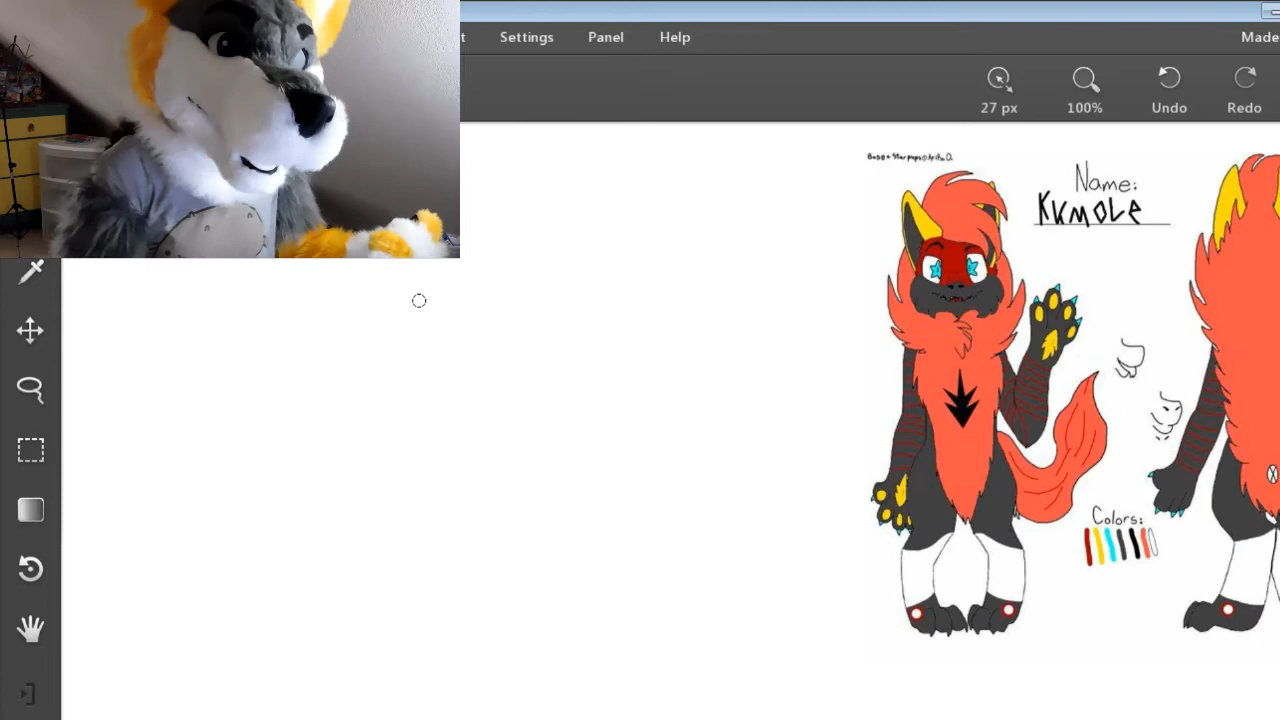 t Settings Panel Help Made
27 px 100% Undo Redo
Name:
KumoLe
Colors: